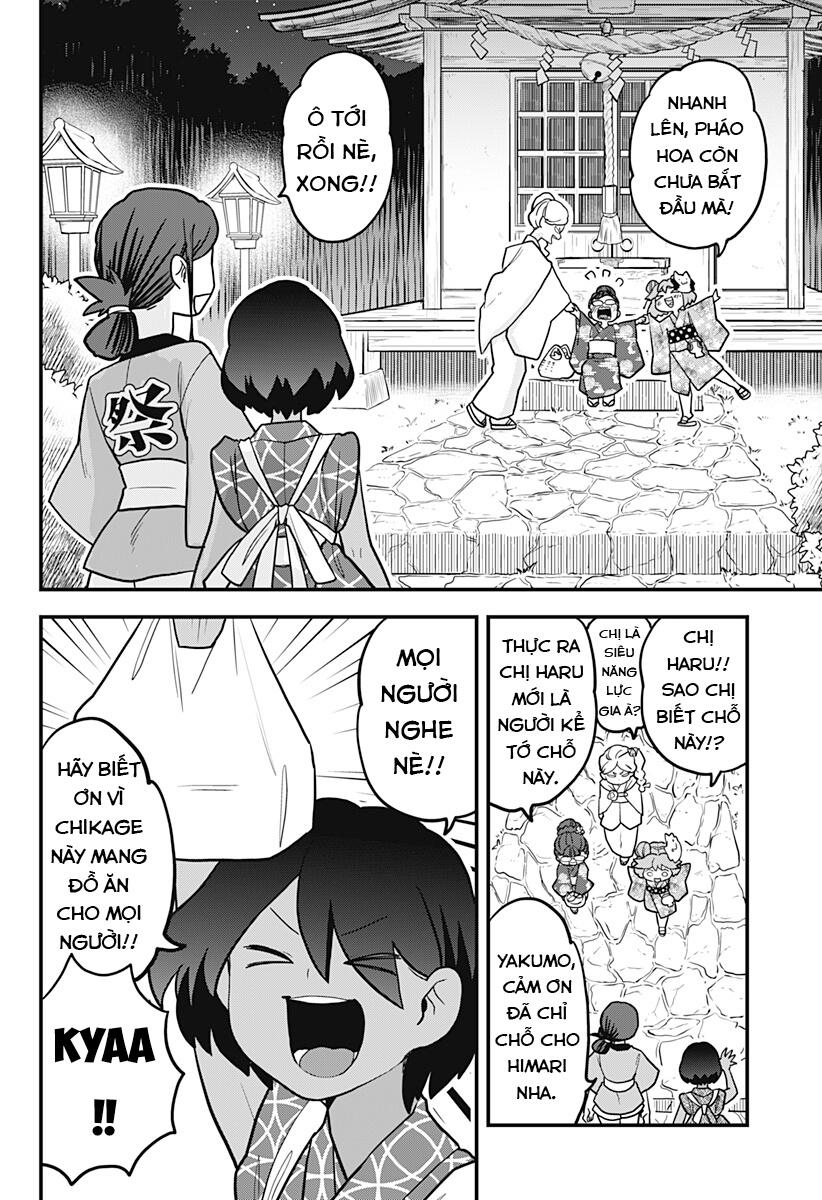 NHANH
LÊN, PHÁO
HOA CÒN
CHƯA BẮT
ĐẦU MÀ!
Ô TỚI
RỒI NÈ,
XONG!!
祭
CHỊ
HARU!!
SAO CHỊ
BIẾT CHỖ
NÀY!?
CHỊ LÀ
SIÊU
NĂNG
LỰC
GIA À?
THỰC RA
CHỊ HARU
MỚI LÀ
NGƯỜI KỂ
TỚ CHỖ
NÀY.
YAKUMO,
CẢM ƠN
ĐÃ CHỈ
CHỖ CHO
HIMARI
NHA.
MỌI
NGƯỜI
NGHE
NÈ!!
HÃY BIẾT
ƠN VÌ
CHIKAGE
NÀY MANG
ĐỒ ĂN
CHO MỌI
NGƯỜI!!
KYAA
!!